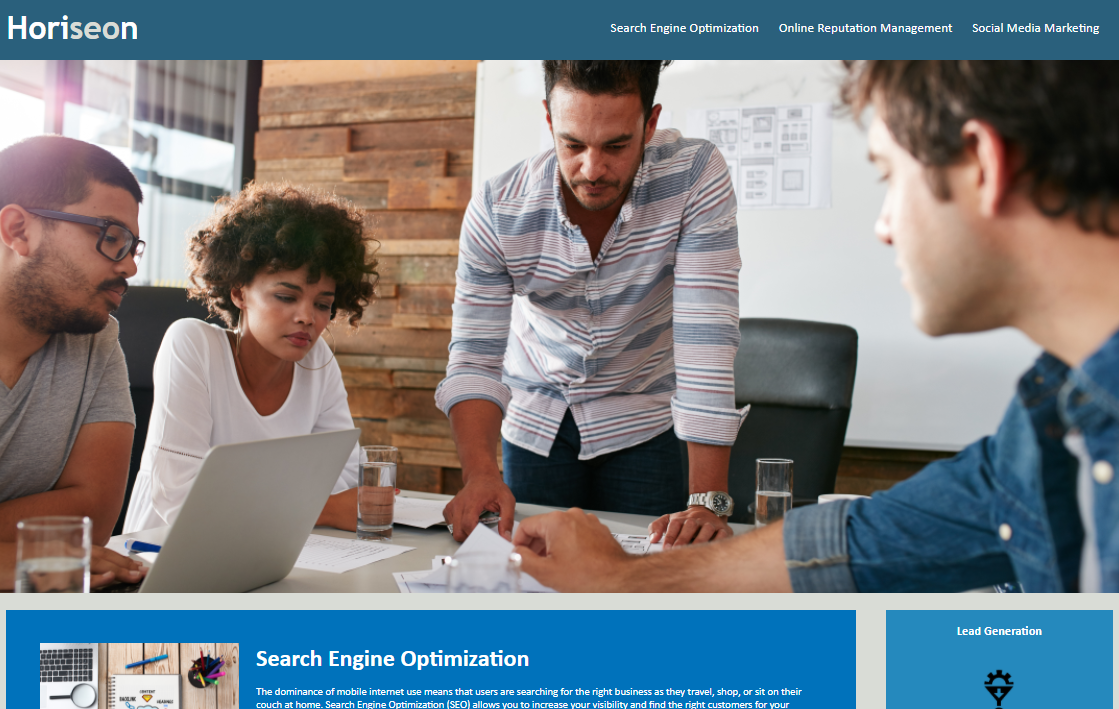 Horiseon
Search Engine Optimization
Online Reputation Management
Social Media Marketing
Search Engine Optimization
The dominance of mobile internet use means that users are searching for the right business as they travel, shop, or sit on their
couch at home. Search Engine Optimization (SEO) allows you to increase your visibility and find the right customers for your
Lead Generation
CONTENT
BACKLINK